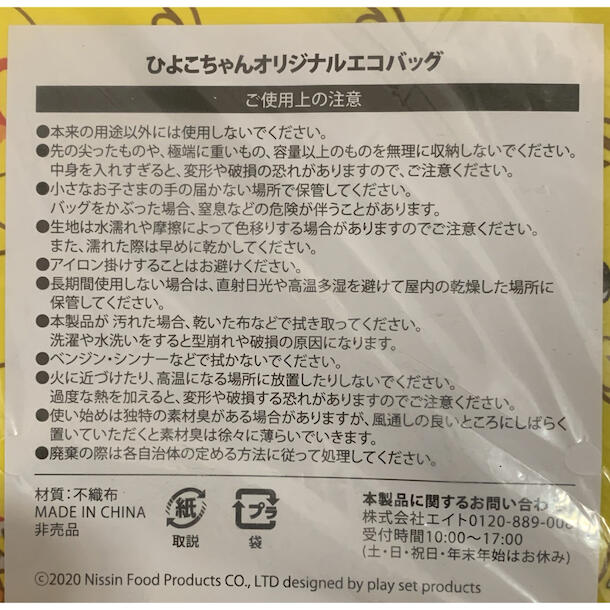 ひよこちゃんオリジナルエコバッグ
ご使用上の注意
●本来の用途以外には使用しないでください。
●先の尖ったものや、極端に重いもの、容量以上のものを無理に収納しないでください。
中身を入れすぎると、変形や破損の恐れがありますので、ご注意ください。
●小さなお子さまの手の届かない場所で保管してください。
バッグをかぶった場合、窒息などの危険が伴うことがあります。
●生地は水濡れや摩擦によって色移りする場合がありますのでご注意ください。
また、濡れた際は早めに乾かしてください。
●アイロン掛けすることはお避けください。
●長期間使用しない場合は、直射日光や高温多湿を避けて屋内の乾燥した場所に
保管してください。
●本製品が 汚れた場合、乾いた布などで拭き取ってください。
洗濯や水洗いをすると型崩れや破損の原因になります。
●ベンジン・シンナーなどで拭かないでください。
●火に近づけたり、高温になる場所に放置したりしないでください。
過度な熱を加えると、変形や破損する恐れがありますのでご注意ください。
●使い始めは独特の素材臭がある場合がありますが、風通しの良いところにしばらく
置いていただくと素材臭は徐々に薄らいでいきます。
●廃棄の際は各自治体の定める方法に従って処理してください。
材質：不織布
MADE IN CHINA
非売品
紙
取説
プラ
袋
本製品に関するお問い合わ
株式会社エイト0120-889-00
受付時間10:00〜17:00
(土・日・祝日・年末年始はお休み)
©2020 Nissin Food Products CO., LTD designed by play set products